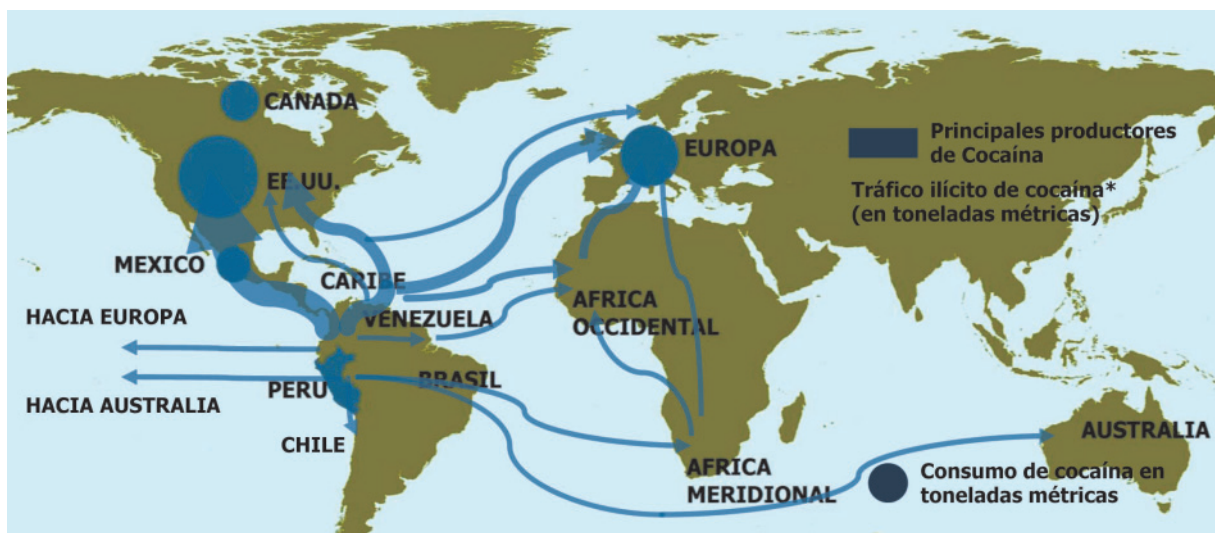 CANADA
EE.UU.
EUROPA
Principales productores
de Cocaína
Tráfico ilícito de cocaína*
(en toneladas métricas)
MEXICO
CARIBE
HACIA EUROPA
VENEZUELA
AFRICA
OCCIDENTAL
HACIA AUSTRALIA
PERU
BRASIL
CHILE
AFRICA
MERIDIONAL
AUSTRALIA
Consumo de cocaína en
toneladas métricas